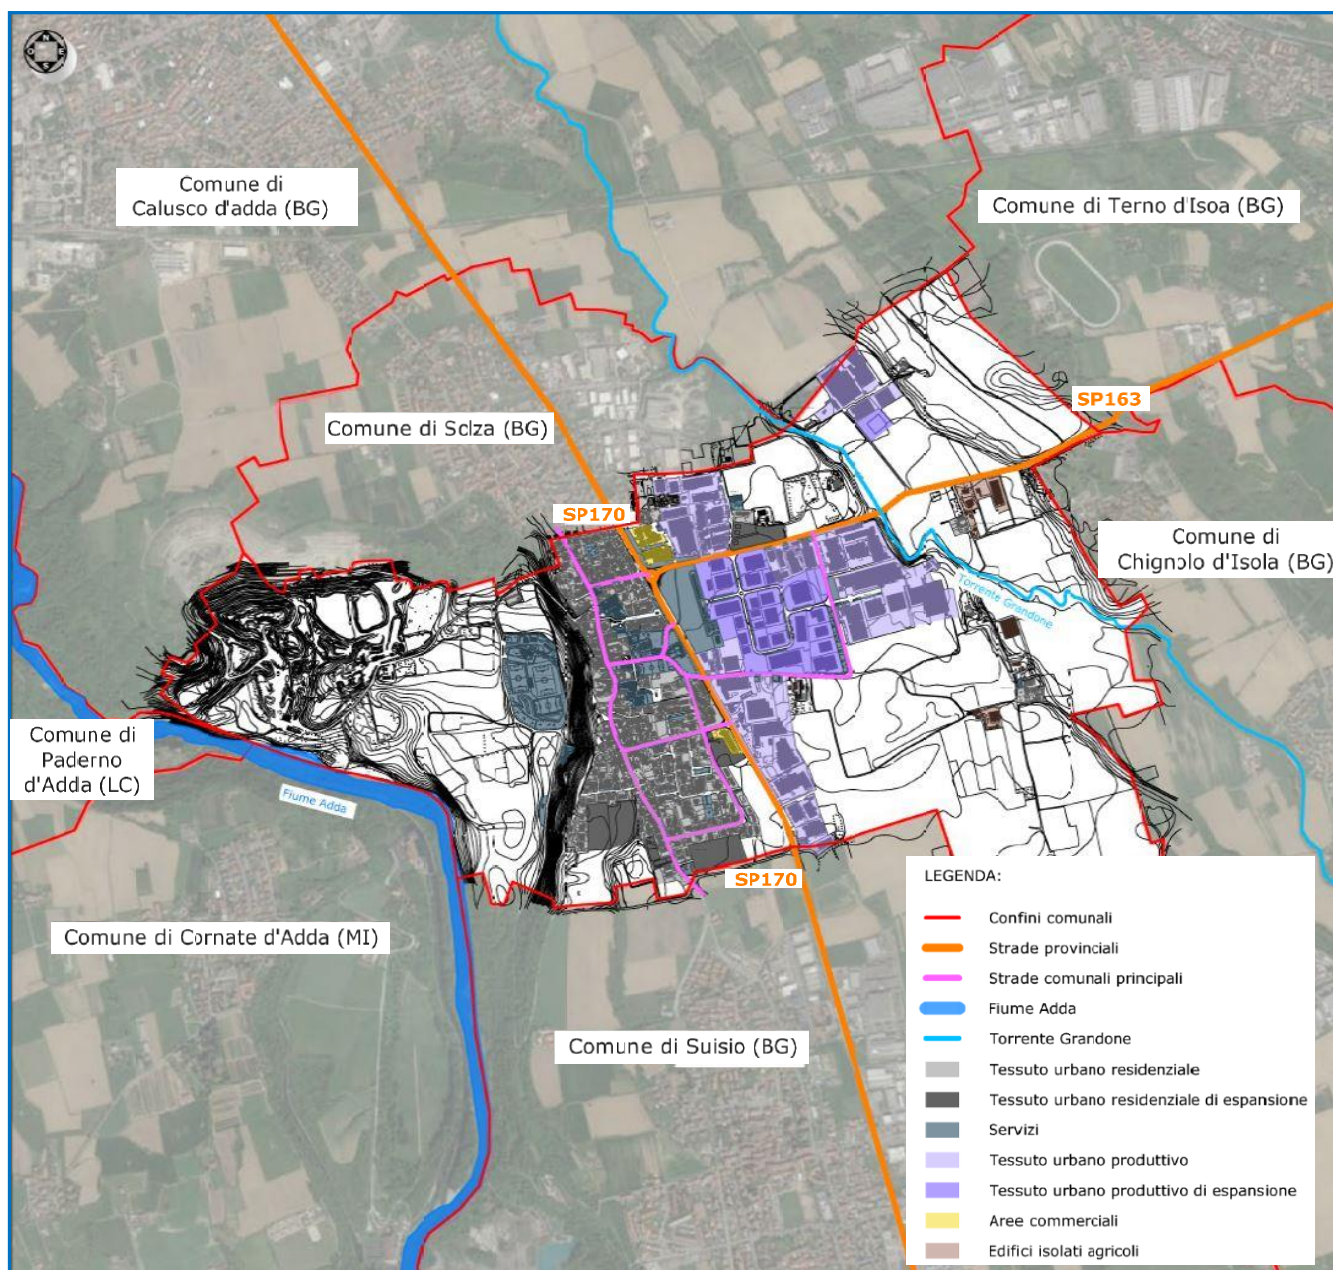 N
O
E
S
Comune di
Calusco d'adda (BG)
Comune di Terno d'Isoa (BG)
SP163
Comune di Solza (BG)
SP170
Comune di
Chignolo d'Isola (BG)
Torrente Grandone
Comune di
Paderno
d'Adda (LC)
Fiume Adda
SP170
Comune di Cornate d'Adda (MI)
Comune di Suisio (BG)
LEGENDA:
Confini comunali
Strade provinciali
Strade comunali principali
Fiume Adda
Torrente Grandone
Tessuto urbano residenziale
Tessuto urbano residenziale di espansione
Servizi
Tessuto urbano produttivo
Tessuto urbano produttivo di espansione
Aree commerciali
Edifici isolati agricoli